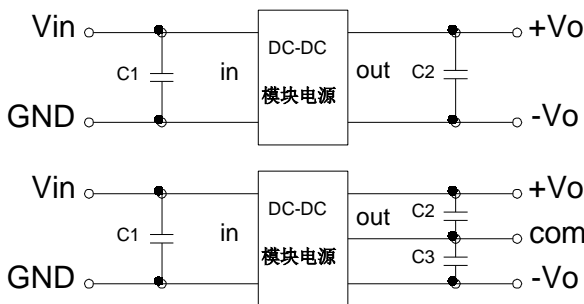 Vin
DC-DC
+Vo
C1
in
out
C2
模块电源
GND
-Vo
Vin
DC-DC
+Vo
C1
in
out
C2
com
模块电源
C3
GND
-Vo